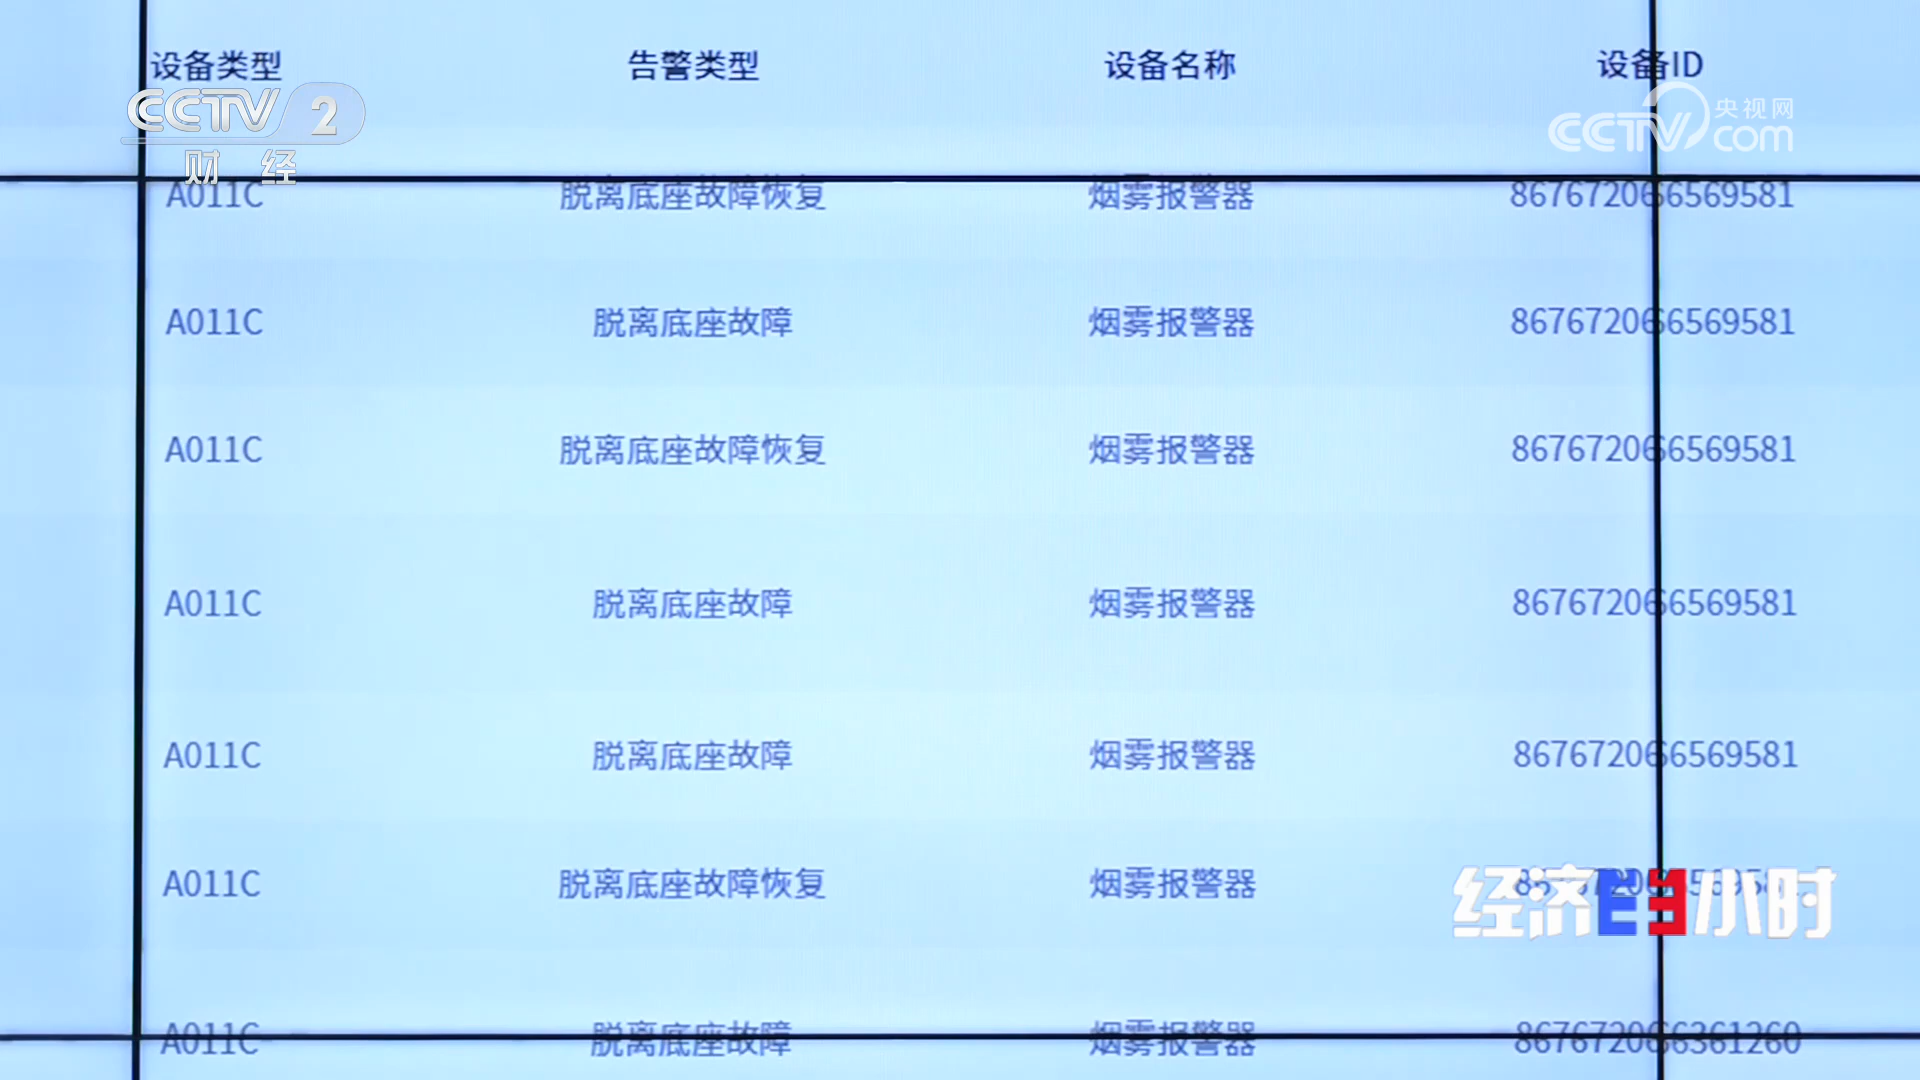 设备类型 告警类型 设备名称 设备ID
CCTV 2 财经
CCTV 央视网 com
A011C 脱离底座故障恢复 烟雾报警器 867672066569581
A011C 脱离底座故障 烟雾报警器 867672066569581
A011C 脱离底座故障恢复 烟雾报警器 867672066569581
A011C 脱离底座故障 烟雾报警器 867672066569581
A011C 脱离底座故障 烟雾报警器 867672066569581
A011C 脱离底座故障恢复 烟雾报警器
经济半小时
A011C 脱离底座故障 烟雾报警器 867672066361260